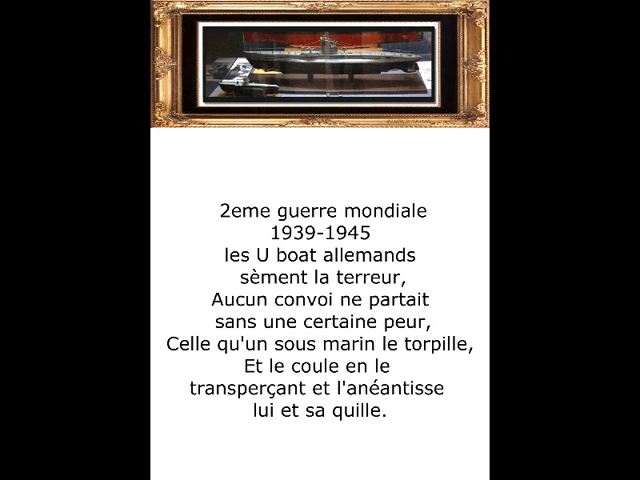 2eme guerre mondiale
1939-1945
les U boat allemands
sèment la terreur,
Aucun convoi ne partait
sans une certaine peur,
Celle qu'un sous marin le torpille,
Et le coule en le
transperçant et l'anéantisse
lui et sa quille.